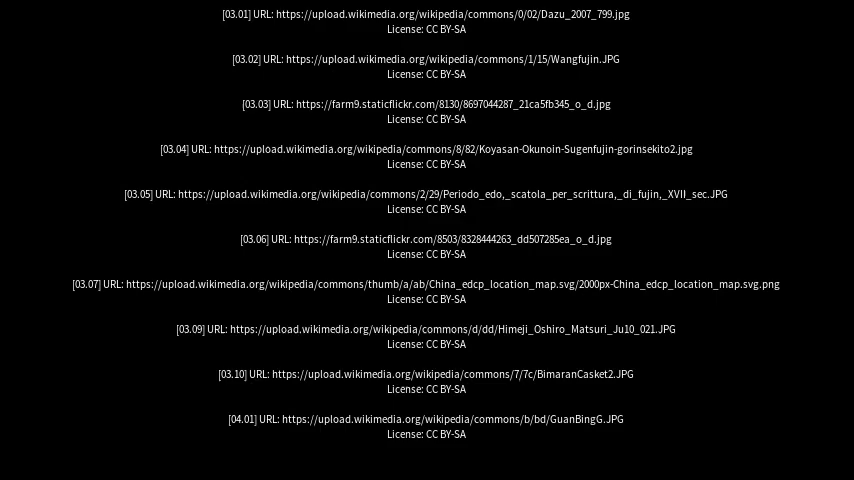 [03.01] URL: https://upload.wikimedia.org/wikipedia/commons/0/02/Dazu_2007_799.jpg
License: CC BY-SA
[03.02] URL: https://upload.wikimedia.org/wikipedia/commons/1/15/Wangfujin.JPG
License: CC BY-SA
[03.03] URL: https://farm9.staticflickr.com/8130/8697044287_21ca5fb345_o_d.jpg
License: CC BY-SA
[03.04] URL: https://upload.wikimedia.org/wikipedia/commons/8/82/Koyasan-Okunoin-Sugenfujin-gorinsekito2.jpg
License: CC BY-SA
[03.05] URL: https://upload.wikimedia.org/wikipedia/commons/2/29/Periodo_edo,_scatola_per_scrittura,_di_fujin,_XVII_sec.JPG
License: CC BY-SA
[03.06] URL: https://farm9.staticflickr.com/8503/8328444263_dd507285ea_o_d.jpg
License: CC BY-SA
[03.07] URL: https://upload.wikimedia.org/wikipedia/commons/thumb/a/ab/China_edcp_location_map.svg/2000px-China_edcp_location_map.svg.png
License: CC BY-SA
[03.09] URL: https://upload.wikimedia.org/wikipedia/commons/d/dd/Himeji_Oshiro_Matsuri_Ju10_021.JPG
License: CC BY-SA
[03.10] URL: https://upload.wikimedia.org/wikipedia/commons/7/7c/BimaranCasket2.JPG
License: CC BY-SA
[04.01] URL: https://upload.wikimedia.org/wikipedia/commons/b/bd/GuanBingG.JPG
License: CC BY-SA